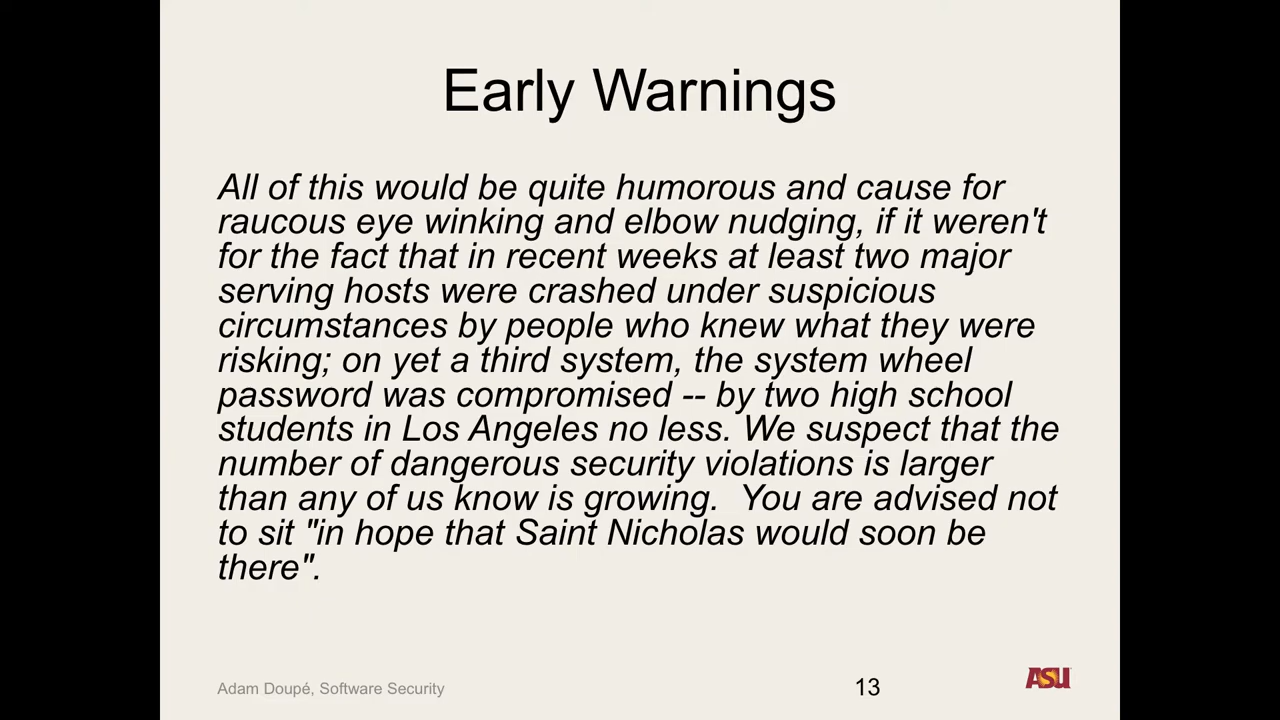 Early Warnings
All of this would be quite humorous and cause for
raucous eye winking and elbow nudging, if it weren't
for the fact that in recent weeks at least two major
serving hosts were crashed under suspicious
circumstances by people who knew what they were
risking; on yet a third system, the system wheel
password was compromised -- by two high school
students in Los Angeles no less. We suspect that the
number of dangerous security violations is larger
than any of us know is growing.  You are advised not
to sit "in hope that Saint Nicholas would soon be
there".
Adam Doupé, Software Security
13
ASU